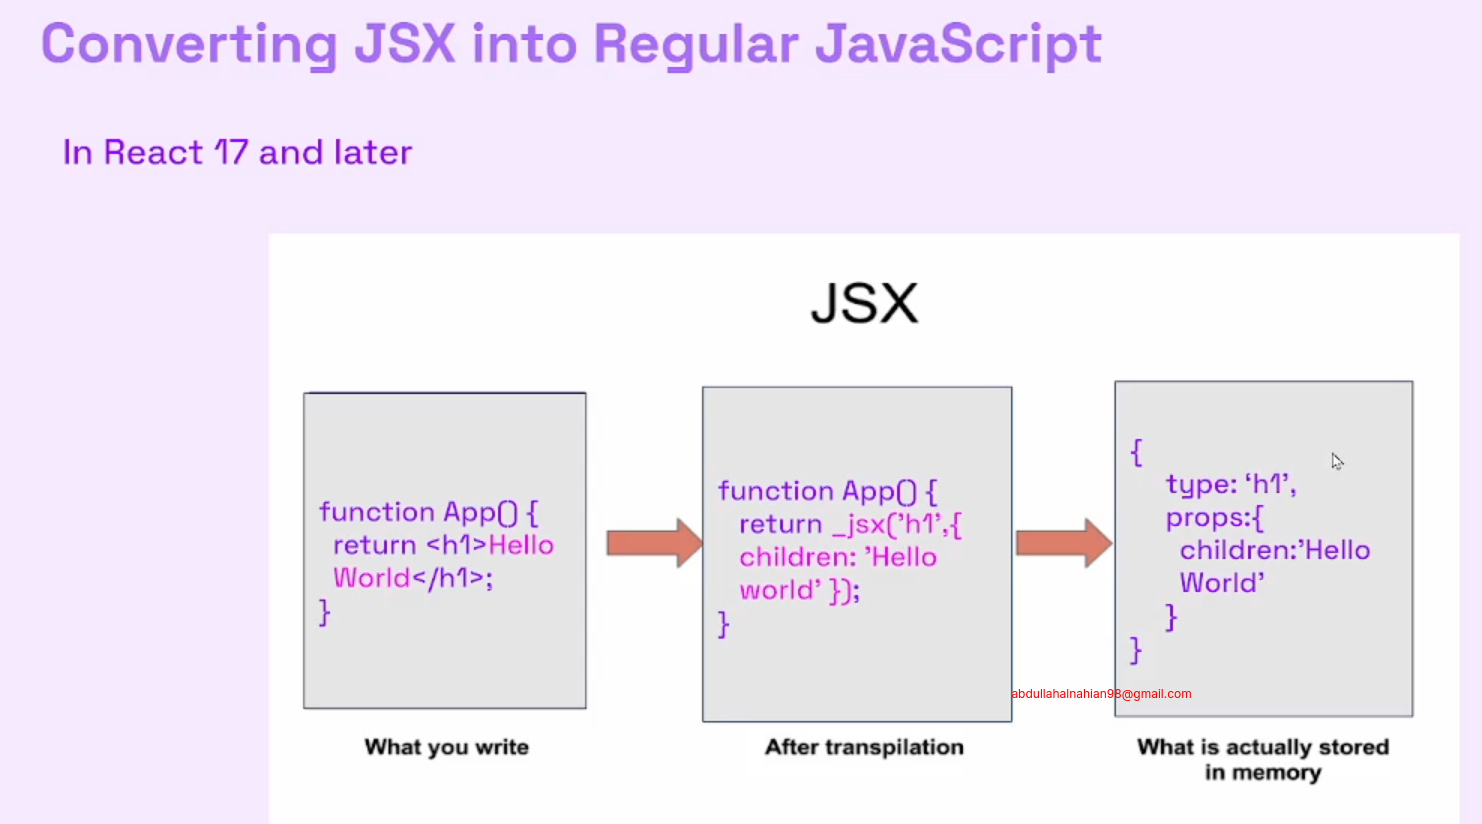 Converting JSX into Regular JavaScript
In React 17 and later
JSX
function App() {
return <h1>Hello
World</h1>;
}
What you write
function App() {
return _jsx('h1',{
children: 'Hello
world' });
}
After transpilation
{
type: ‘h1’,
props:{
children:’Hello
World’
}
}
abdullahalnahian98@gmail.com
What is actually stored
in memory